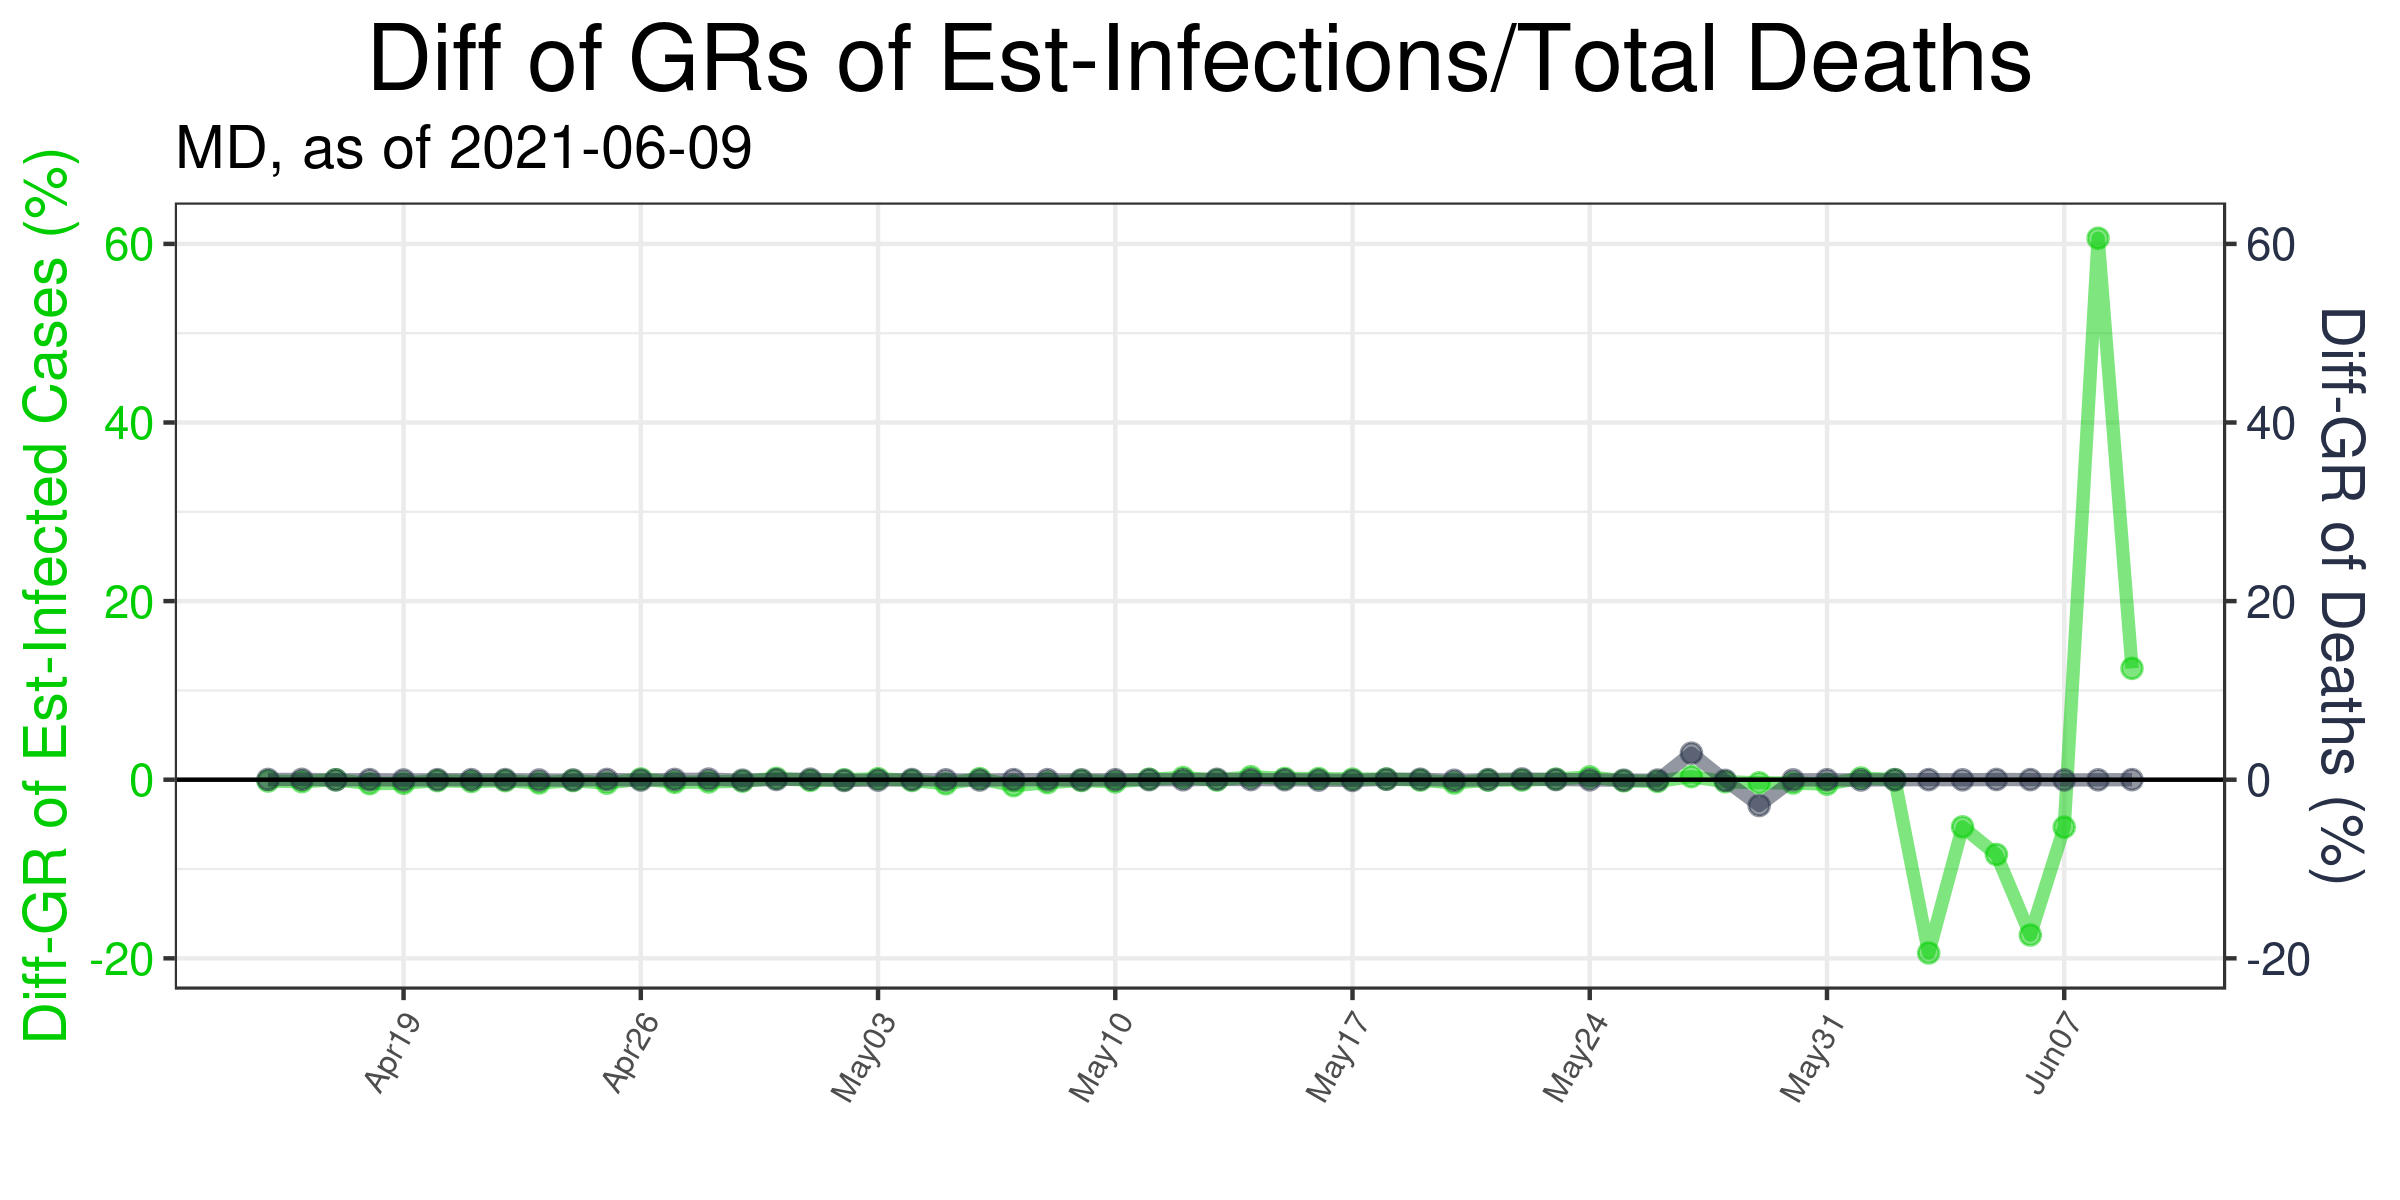 Diff of GRs of Est-Infections/Total Deaths
MD, as of 2021-06-09
Diff-GR of Est-Infected Cases (%)
60
40
20
0
-20
60
40
20
0
-20
Diff-GR of Deaths (%)
Apr19
Apr26
May03
May10
May17
May24
May31
Jun07